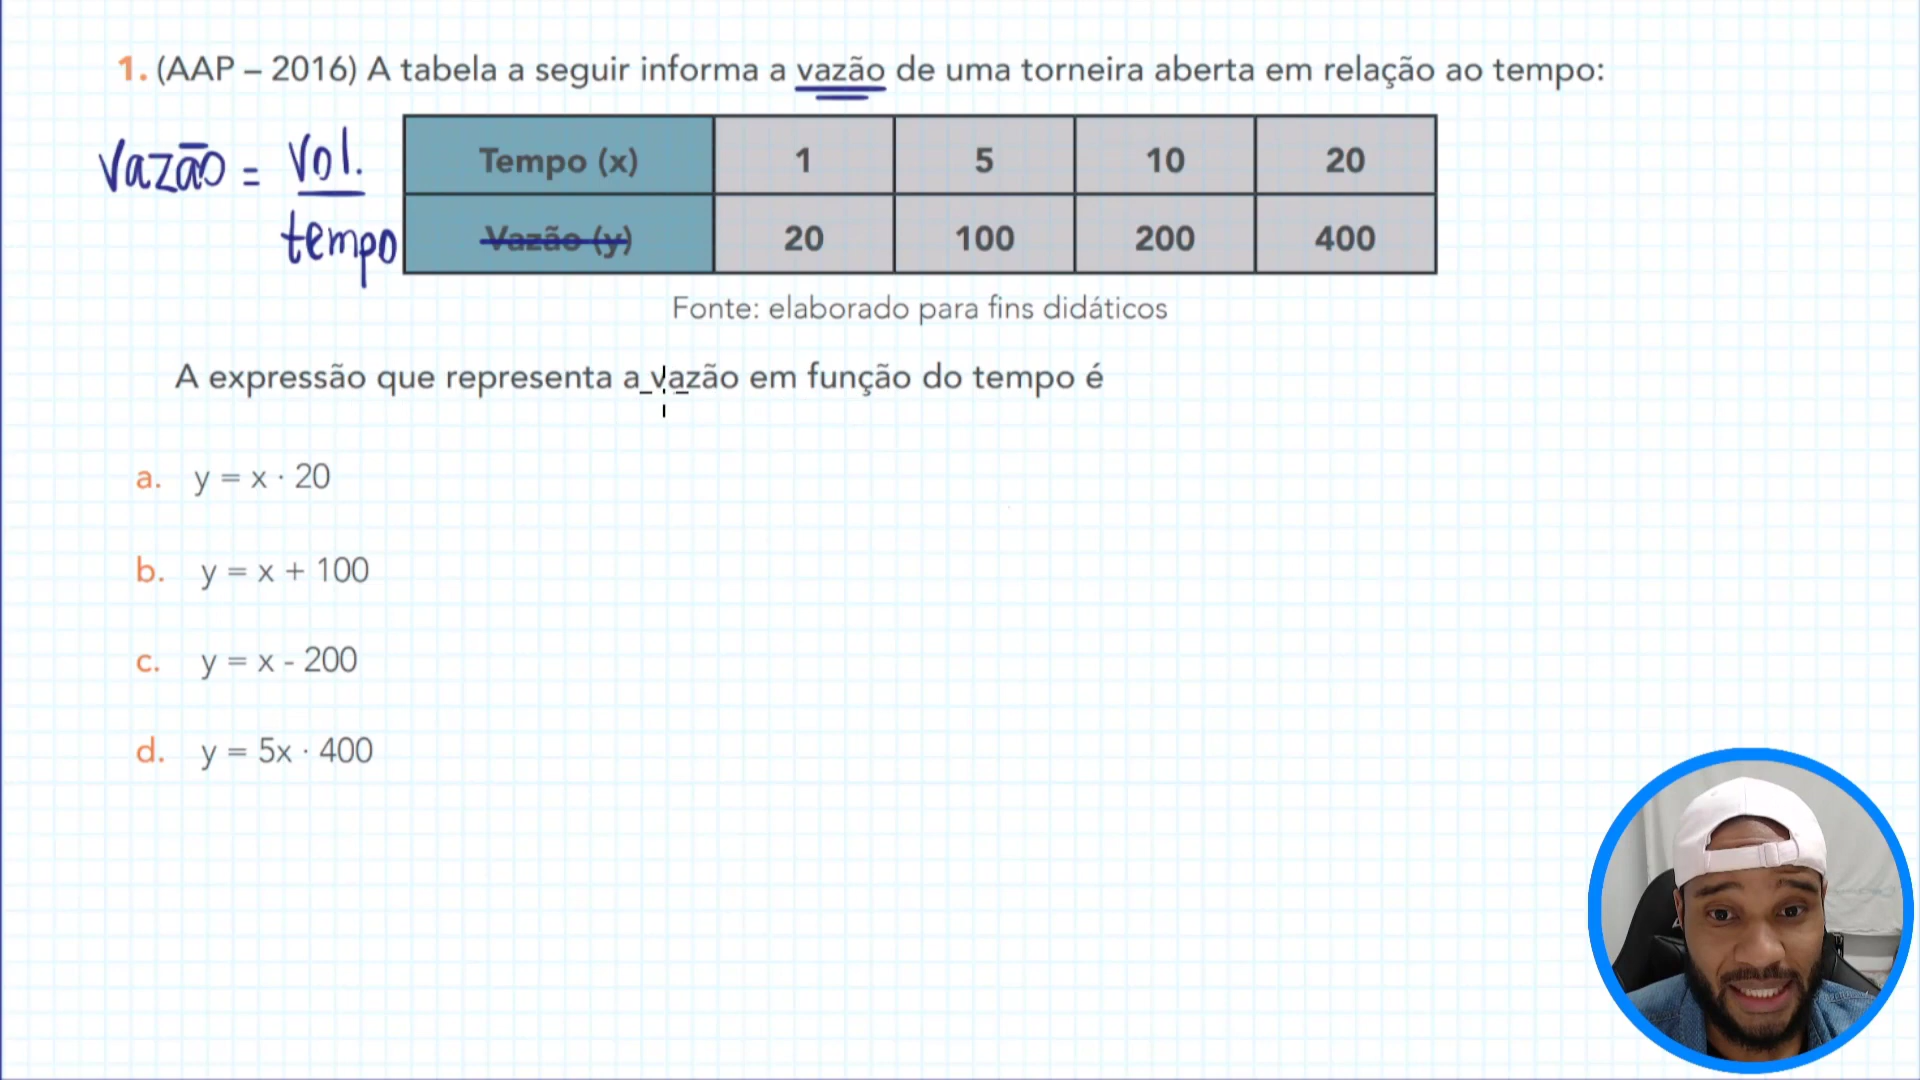 1. (AAP – 2016) A tabela a seguir informa a vazão de uma torneira aberta em relação ao tempo:
Vazão = Vol.
tempo
Tempo (x) 1 5 10 20
Vazão (y) 20 100 200 400
Fonte: elaborado para fins didáticos
A expressão que representa a vazão em função do tempo é
a. y = x · 20
b. y = x + 100
c. y = x - 200
d. y = 5x · 400